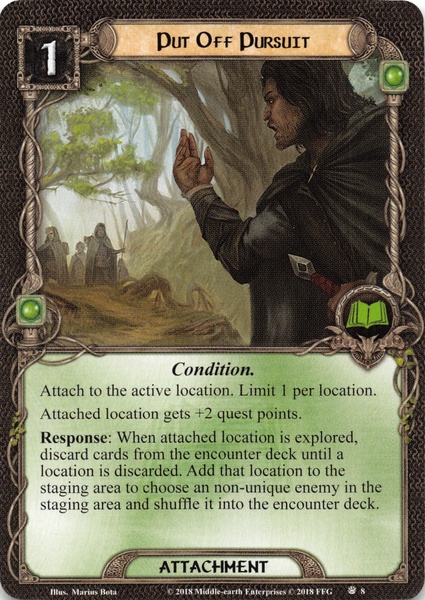 1
PUT OFF PURSUIT
Condition.
Attach to the active location. Limit 1 per location.
Attached location gets +2 quest points.
Response: When attached location is explored,
discard cards from the encounter deck until a
location is discarded. Add that location to the
staging area to choose an non-unique enemy in the
staging area and shuffle it into the encounter deck.
ATTACHMENT
Illus. Marius Bota © 2018 Middle-earth Enterprises © 2018 FFG 8